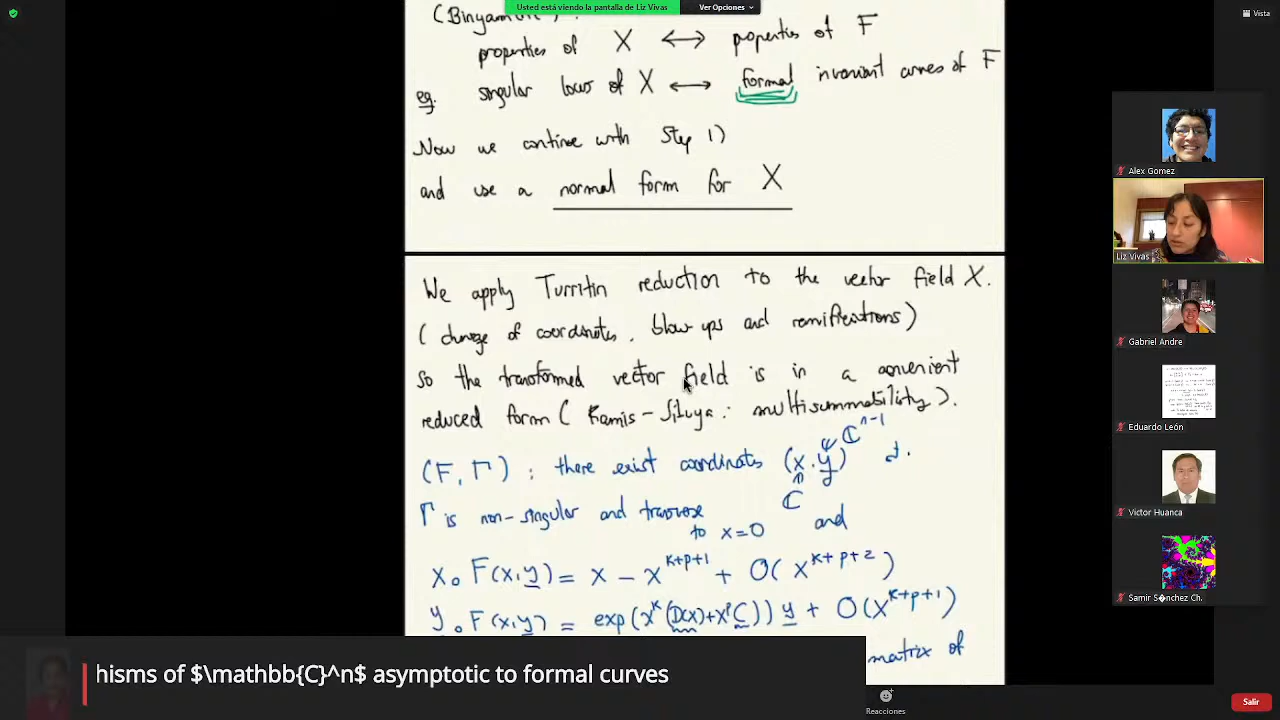 Usted está viendo la pantalla de Liz Vivas
Ver Opciones
Vista
properties of X ⟷ properties of F
eg. singular locus of X ⟷ formal invariant curves of F
Now we continue with Step 1)
and use a normal form for X
We apply Turritin reduction to the vector field X.
(change of coordinates, blow ups and ramifications)
so the transformed vector field is in a convenient
reduced form (Ramis-Sibuya: multisummability).
(F, Γ) : there exist coordinates (x, y)
∈ ℂ ∈ ℂ^{n-1}
Γ is non-singular and transverse
to x=0 and
x∘F(x,y) = x - x^{k+p+1} + O(x^{k+p+2})
y∘F(x,y) = exp(x^k(D(x)+x^p C)) y + O(x^{k+p+1})
matrix of
hisms of $\mathbb{C}^n$ asymptotic to formal curves
Alex Gomez
Liz Vivas
Gabriel Andre
Eduardo León
Victor Huanca
Samir S�nchez Ch.
Reacciones
Salir